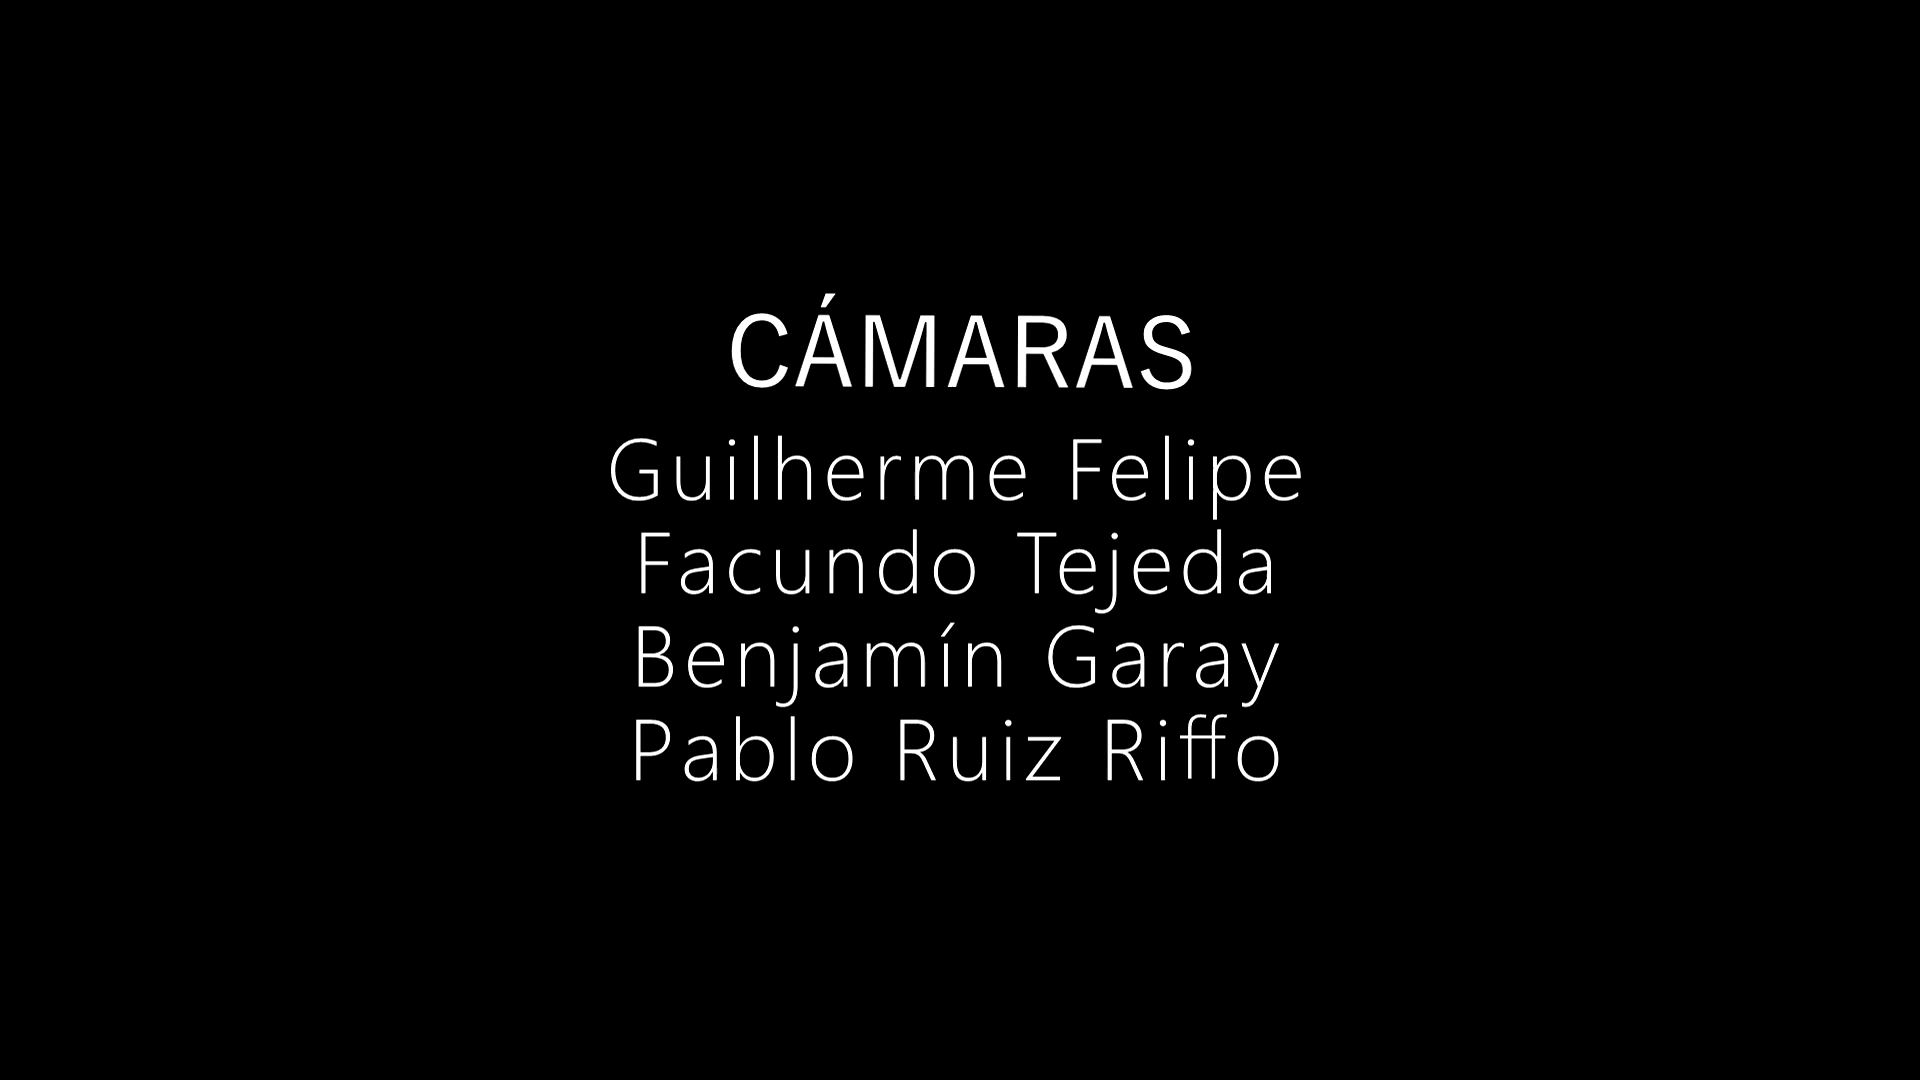 CÁMARAS
Guilherme Felipe
Facundo Tejeda
Benjamín Garay
Pablo Ruiz Riffo